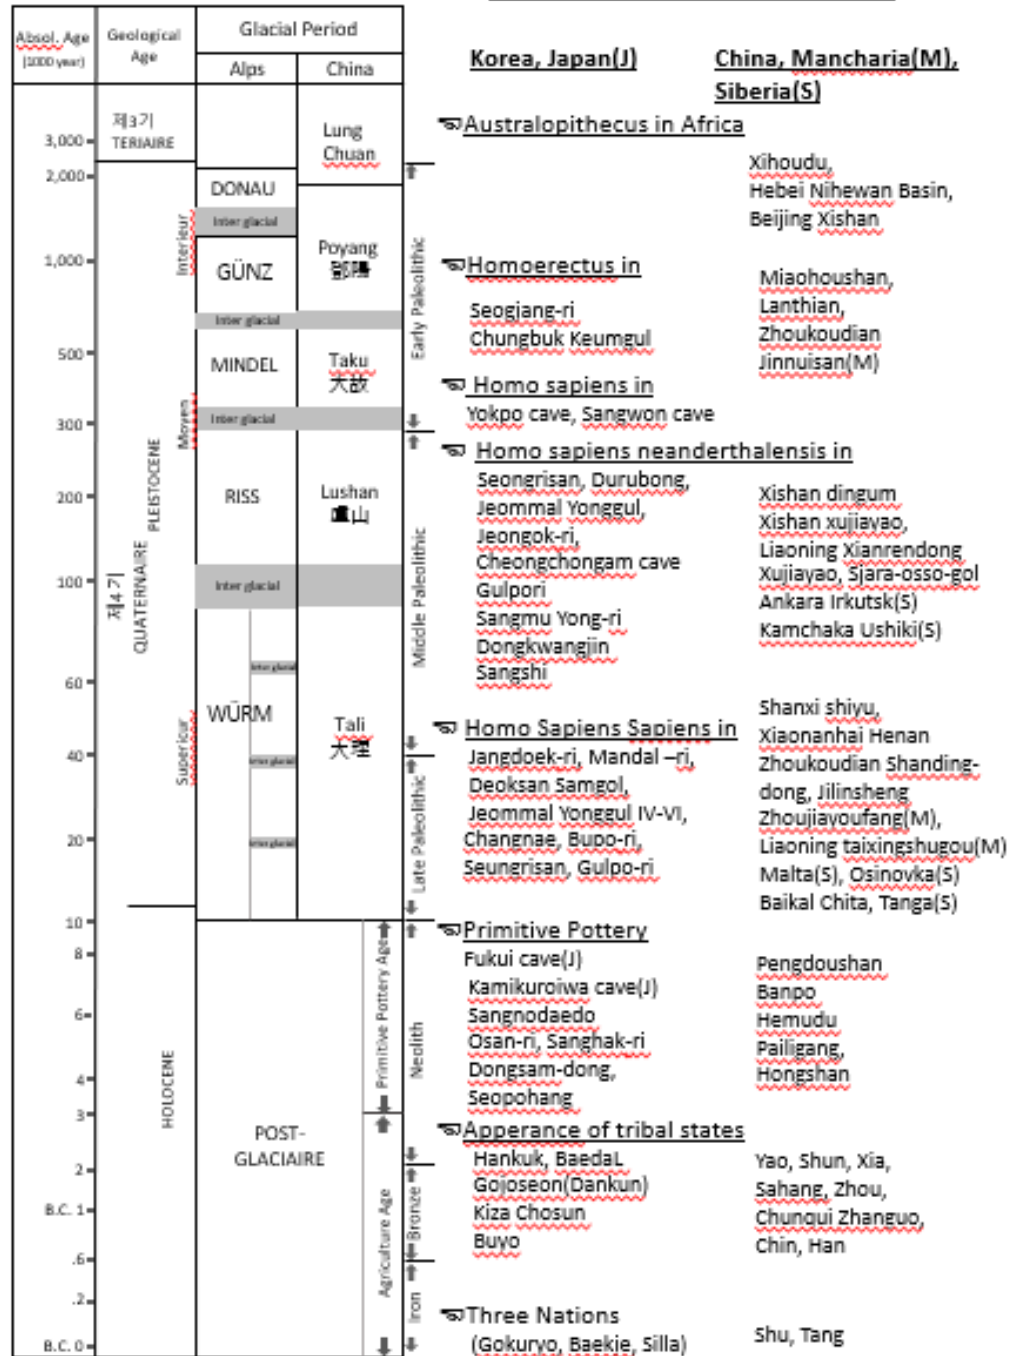 Absol. Age
(1000 year)
Geological
Age
Glacial Period
Alps
China
Korea, Japan(J)
China, Mancharia(M),
Siberia(S)
3,000
2,000
1,000
500
300
200
100
60
40
20
10
8
6
4
3
2
B.C. 1
.6
.2
B.C. 0
제3기
TERIAIRE
제4기
QUATERNAIRE
PLEISTOCENE
HOLOCENE
Interieur
Moyen
Supericur
DONAU
Inter glacial
GÜNZ
Inter glacial
MINDEL
Inter glacial
RISS
Inter glacial
WÜRM
Inter glacial
Inter glacial
Inter glacial
POST-
GLACIAIRE
Lung
Chuan
Poyang
鄱陽
Taku
大故
Lushan
盧山
Tali
大理
Early Paleolithic
Middle Paleolithic
Late Paleolithic
Primitive Pottery Age
Neolith
Agriculture Age
Bronze
Iron
Australopithecus in Africa
Xihoudu,
Hebei Nihewan Basin,
Beijing Xishan
Homoerectus in
Seogjang-ri
Chungbuk Keumgul
Miaohoushan,
Lanthian,
Zhoukoudian
Jinnuisan(M)
Homo sapiens in
Yokpo cave, Sangwon cave
Homo sapiens neanderthalensis in
Seongrisan, Durubong,
Jeommal Yonggul,
Jeongok-ri,
Cheongchongam cave
Gulpori
Sangmu Yong-ri
Dongkwangjin
Sangshi
Xishan dingum
Xishan xujiayao,
Liaoning Xianrendong
Xujiayao, Sjara-osso-gol
Ankara Irkutsk(S)
Kamchaka Ushiki(S)
Homo Sapiens Sapiens in
Jangdoek-ri, Mandal –ri,
Deoksan Samgol,
Jeommal Yonggul IV-VI,
Changnae, Bupo-ri,
Seungrisan, Gulpo-ri
Shanxi shiyu,
Xiaonanhai Henan
Zhoukoudian Shanding-
dong, Jilinsheng
Zhoujiayoufang(M),
Liaoning taixingshugou(M)
Malta(S), Osinovka(S)
Baikal Chita, Tanga(S)
Primitive Pottery
Fukui cave(J)
Kamikuroiwa cave(J)
Sangnodaedo
Osan-ri, Sanghak-ri
Dongsam-dong,
Seopohang
Pengdoushan
Banpo
Hemudu
Pailigang,
Hongshan
Apperance of tribal states
Hankuk, BaedaL
Gojoseon(Dankun)
Kiza Chosun
Buyo
Yao, Shun, Xia,
Sahang, Zhou,
Chunqui Zhanguo,
Chin, Han
Three Nations
(Gokuryo, Baekje, Silla)
Shu, Tang